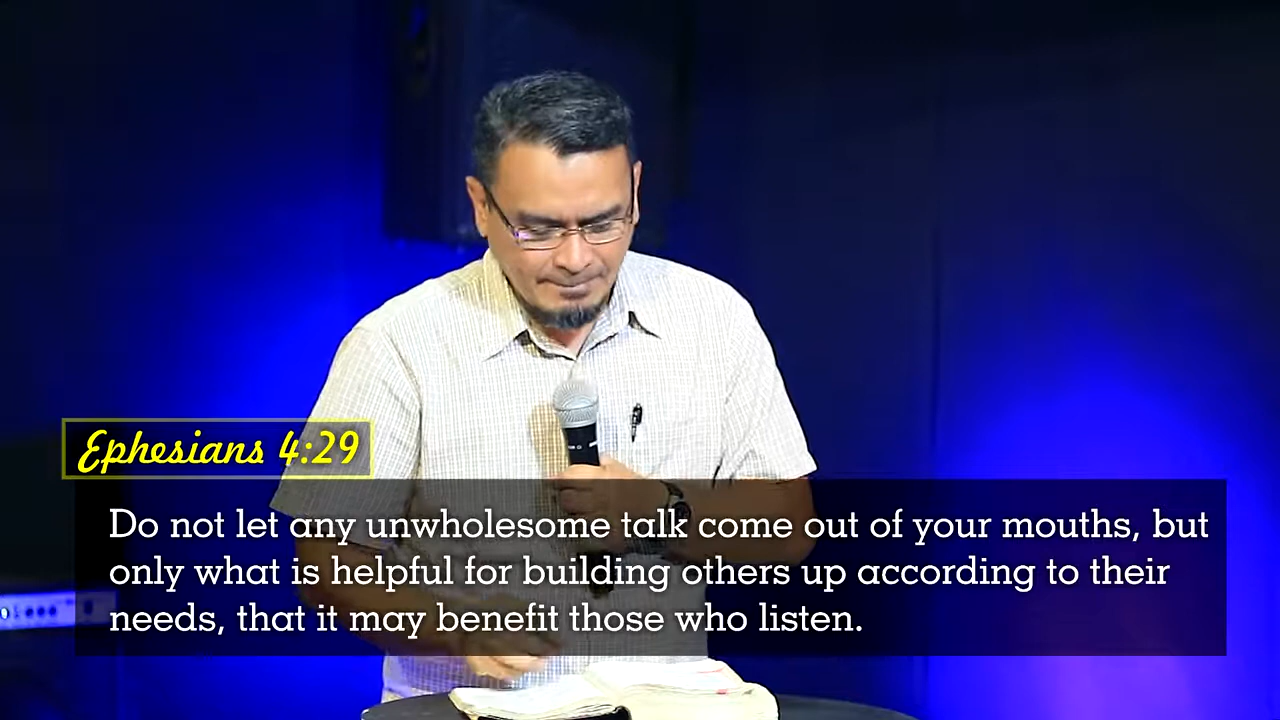 Ephesians 4:29
Do not let any unwholesome talk come out of your mouths, but
only what is helpful for building others up according to their
needs, that it may benefit those who listen.